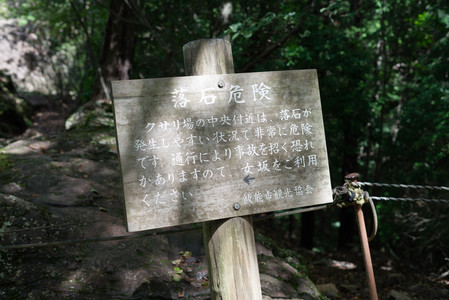 落石危険
クサリ場の中央付近は、落石が
発生しやすい状況で非常に危険
です。通行により事故を招く恐れ
がありますので、女坂をご利用
ください
飯能市観光協会